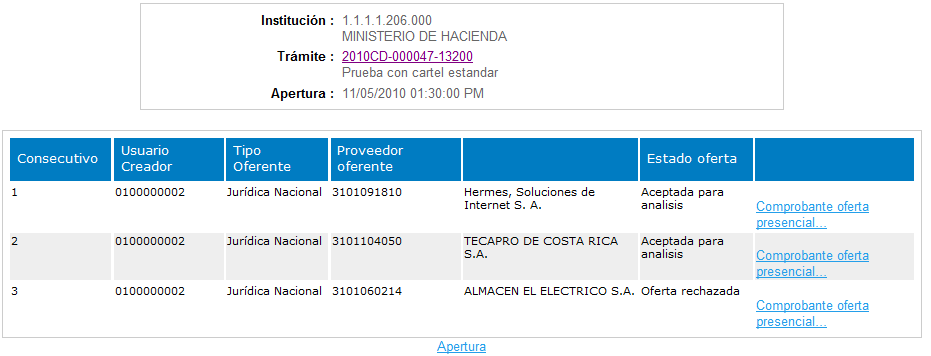 Institución : 1.1.1.1.206.000
MINISTERIO DE HACIENDA
Trámite : 2010CD-000047-13200
Prueba con cartel estandar
Apertura : 11/05/2010 01:30:00 PM
Consecutivo Usuario Creador Tipo Oferente Proveedor oferente Estado oferta
1 0100000002 Jurídica Nacional 3101091810 Hermes, Soluciones de Internet S. A. Aceptada para analisis Comprobante oferta presencial...
2 0100000002 Jurídica Nacional 3101104050 TECAPRO DE COSTA RICA S.A. Aceptada para analisis Comprobante oferta presencial...
3 0100000002 Jurídica Nacional 3101060214 ALMACEN EL ELECTRICO S.A. Oferta rechazada Comprobante oferta presencial...
Apertura